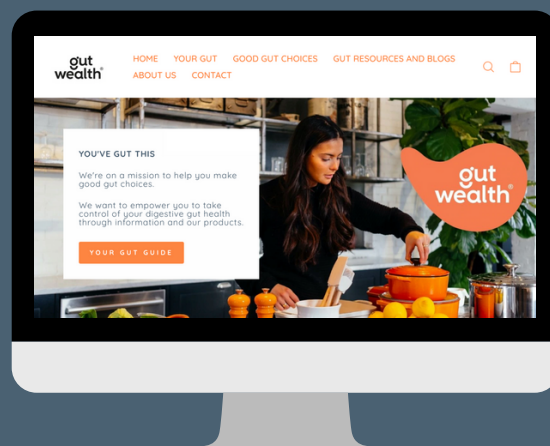 gut
wealth®
HOME YOUR GUT GOOD GUT CHOICES GUT RESOURCES AND BLOGS
ABOUT US CONTACT
YOU'VE GUT THIS
We're on a mission to help you make
good gut choices.
We want to empower you to take
control of your digestive gut health
through information and our products.
YOUR GUT GUIDE
gut
wealth®